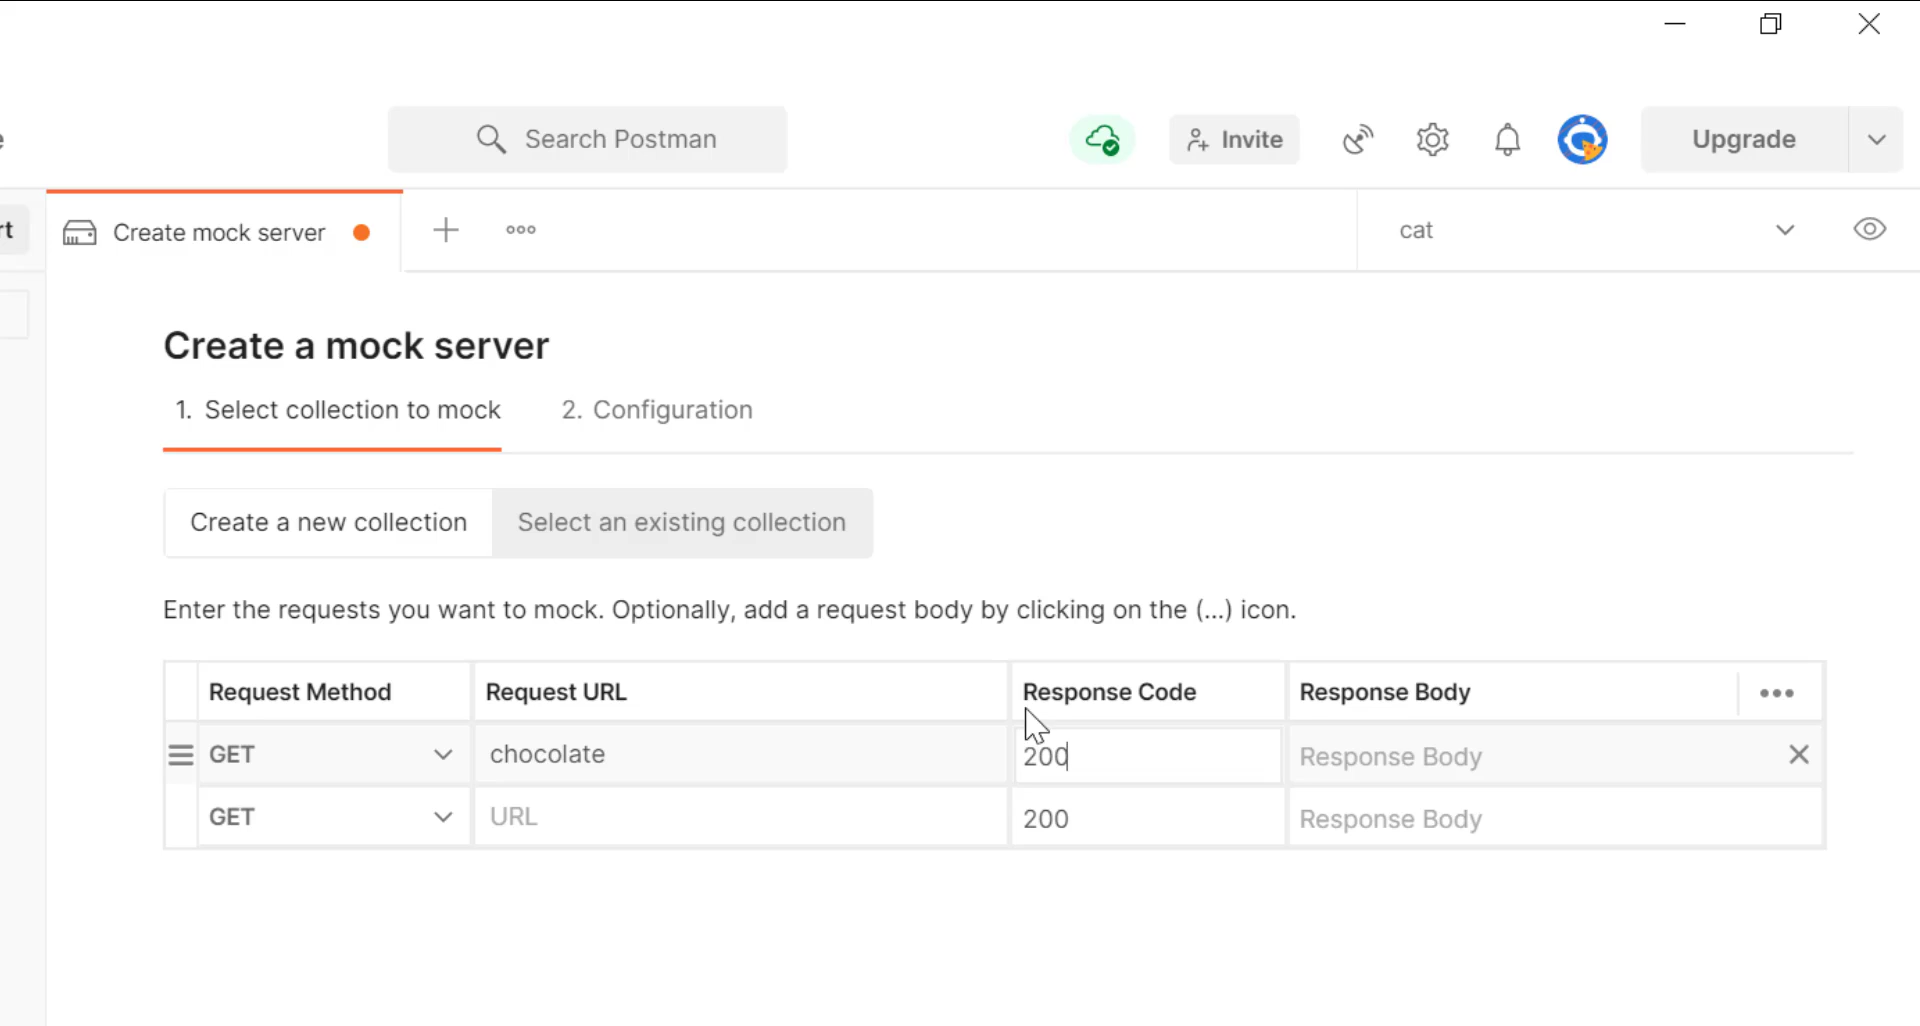 e
Search Postman
Invite
Upgrade
rt
Create mock server
cat
Create a mock server
1. Select collection to mock
2. Configuration
Create a new collection
Select an existing collection
Enter the requests you want to mock. Optionally, add a request body by clicking on the (...) icon.
Request Method Request URL Response Code Response Body
GET chocolate 200 Response Body
GET URL 200 Response Body